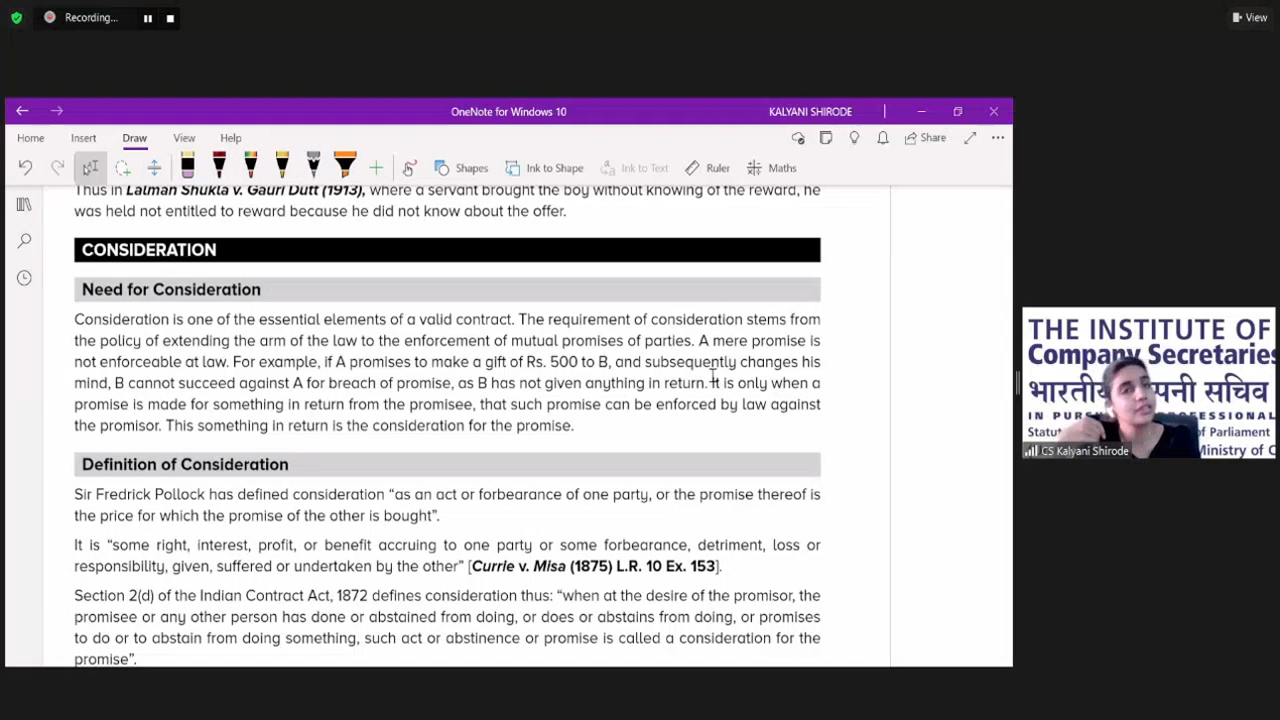 Recording...
View
OneNote for Windows 10
KALYANI SHIRODE
Home Insert Draw View Help
Share
Shapes Ink to Shape Ink to Text Ruler Maths
Thus in Lalman Shukla v. Gauri Dutt (1913), where a servant brought the boy without knowing of the reward, he
was held not entitled to reward because he did not know about the offer.
CONSIDERATION
Need for Consideration
Consideration is one of the essential elements of a valid contract. The requirement of consideration stems from
the policy of extending the arm of the law to the enforcement of mutual promises of parties. A mere promise is
not enforceable at law. For example, if A promises to make a gift of Rs. 500 to B, and subsequently changes his
mind, B cannot succeed against A for breach of promise, as B has not given anything in return. It is only when a
promise is made for something in return from the promisee, that such promise can be enforced by law against
the promisor. This something in return is the consideration for the promise.
Definition of Consideration
Sir Fredrick Pollock has defined consideration “as an act or forbearance of one party, or the promise thereof is
the price for which the promise of the other is bought”.
It is “some right, interest, profit, or benefit accruing to one party or some forbearance, detriment, loss or
responsibility, given, suffered or undertaken by the other” [Currie v. Misa (1875) L.R. 10 Ex. 153].
Section 2(d) of the Indian Contract Act, 1872 defines consideration thus: “when at the desire of the promisor, the
promisee or any other person has done or abstained from doing, or does or abstains from doing, or promises
to do or to abstain from doing something, such act or abstinence or promise is called a consideration for the
promise”.
THE INSTITUTE OF
Company Secretaries
भारतीय सचिव
IN PROFESSIONAL
Statut of Parliament
CS Kalyani Shirode
Ministry of C